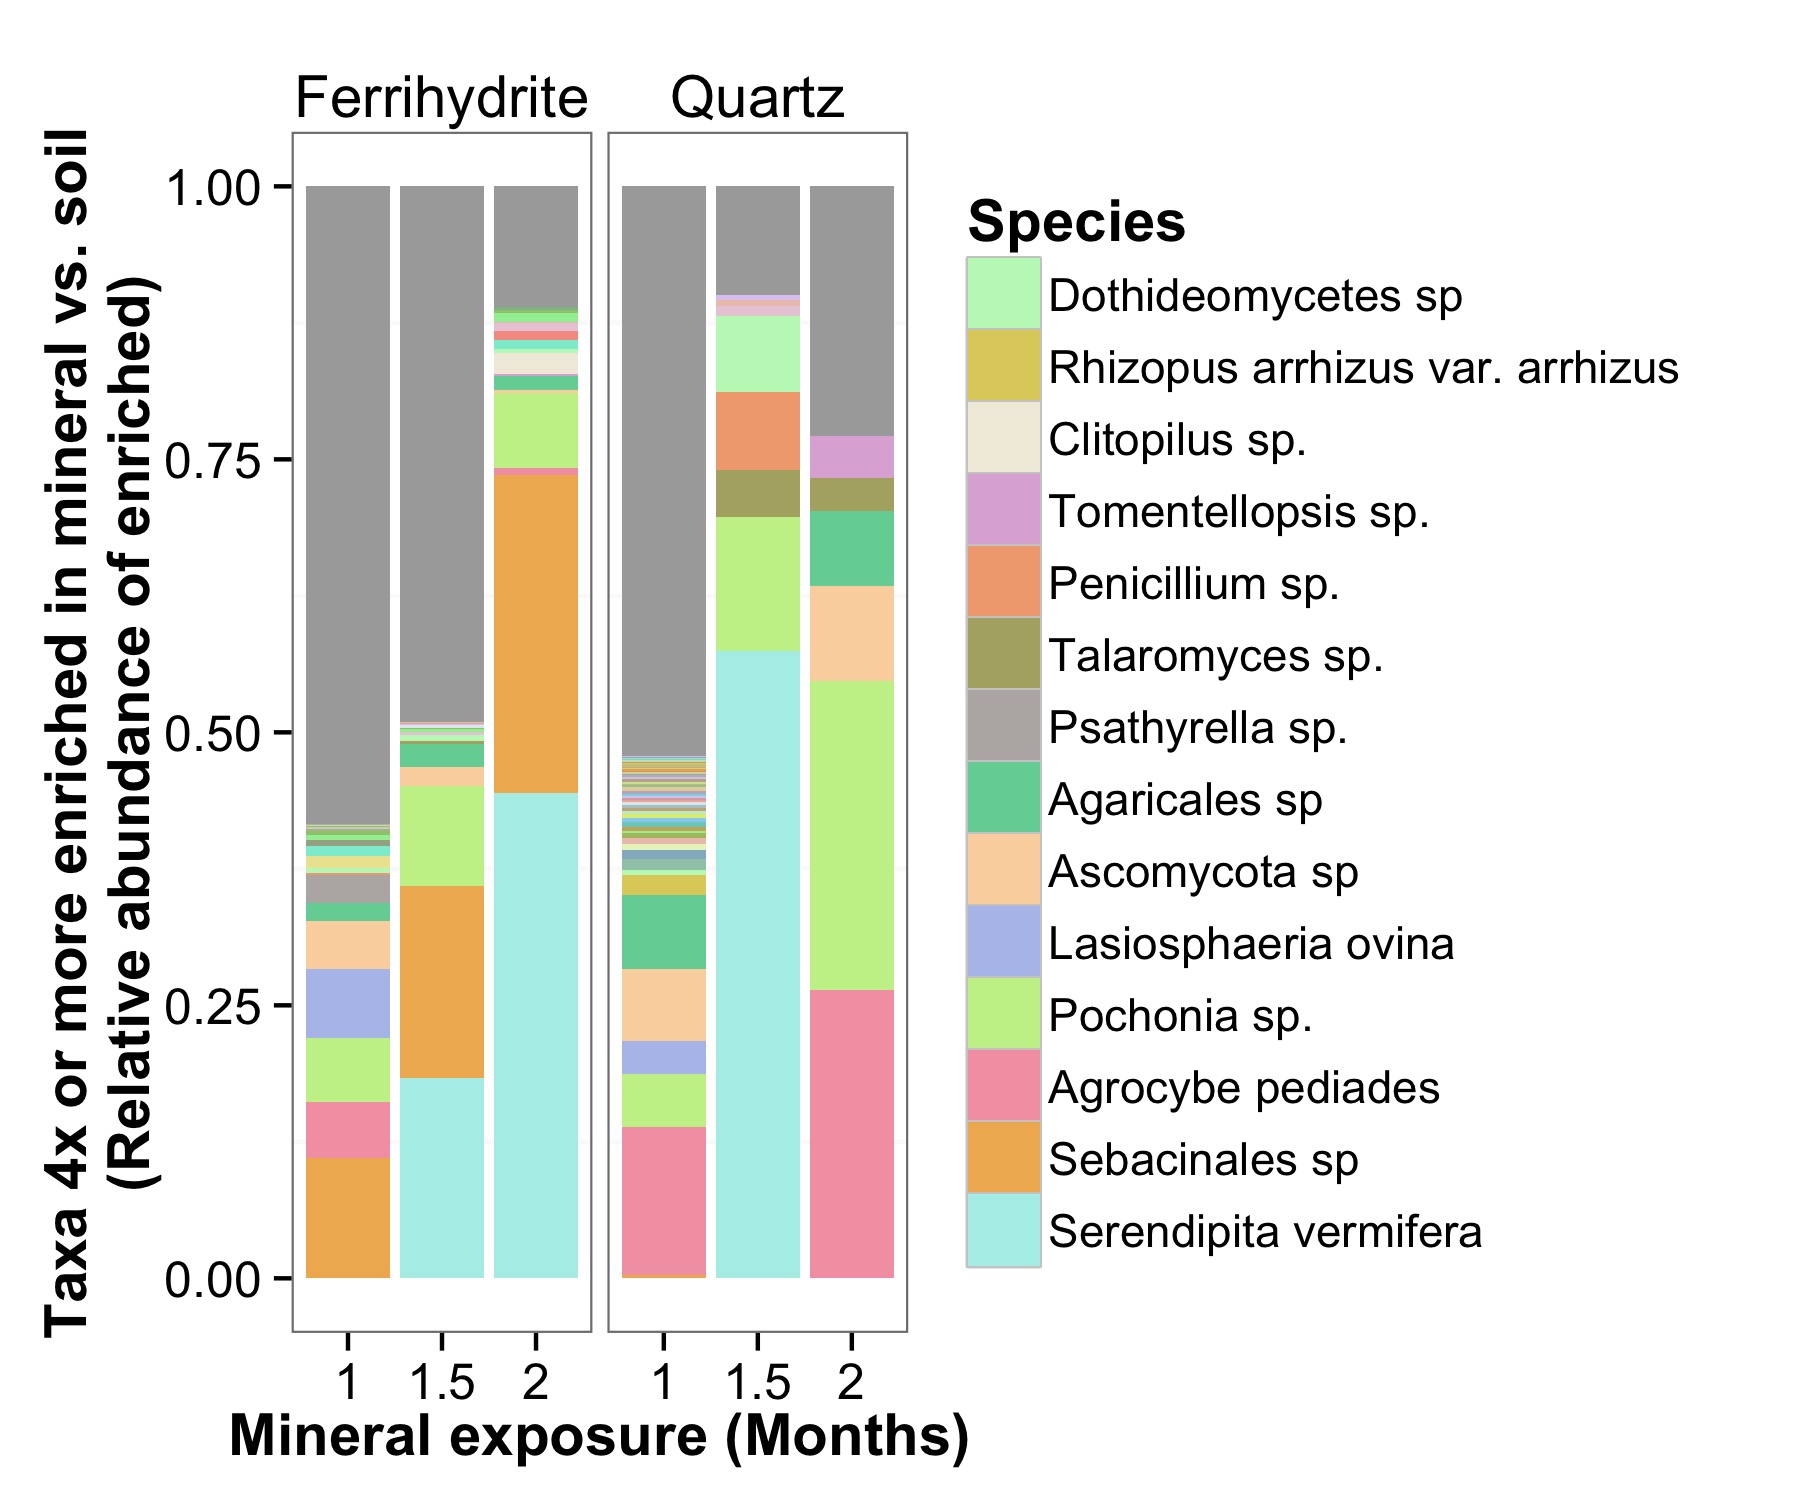 Ferrihydrite
Quartz
Taxa 4x or more enriched in mineral vs. soil
(Relative abundance of enriched)
1.00
0.75
0.50
0.25
0.00
1
1.5
2
1
1.5
2
Mineral exposure (Months)
Species
Dothideomycetes sp
Rhizopus arrhizus var. arrhizus
Clitopilus sp.
Tomentellopsis sp.
Penicillium sp.
Talaromyces sp.
Psathyrella sp.
Agaricales sp
Ascomycota sp
Lasiosphaeria ovina
Pochonia sp.
Agrocybe pediades
Sebacinales sp
Serendipita vermifera